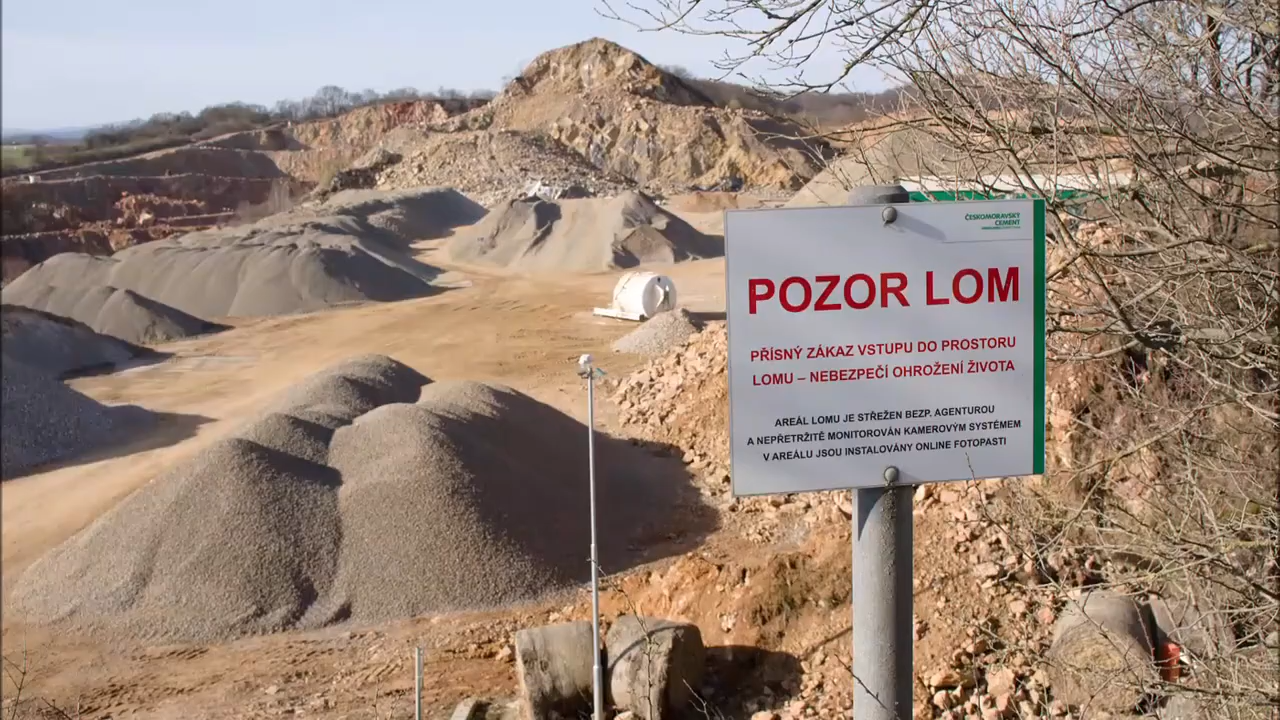 ČESKOMORAVSKÝ
CEMENT
POZOR LOM
PŘÍSNÝ ZÁKAZ VSTUPU DO PROSTORU
LOMU – NEBEZPEČÍ OHROŽENÍ ŽIVOTA
AREÁL LOMU JE STŘEŽEN BEZP. AGENTUROU
A NEPŘETRŽITĚ MONITOROVÁN KAMEROVÝM SYSTÉMEM
V AREÁLU JSOU INSTALOVÁNY ONLINE FOTOPASTI